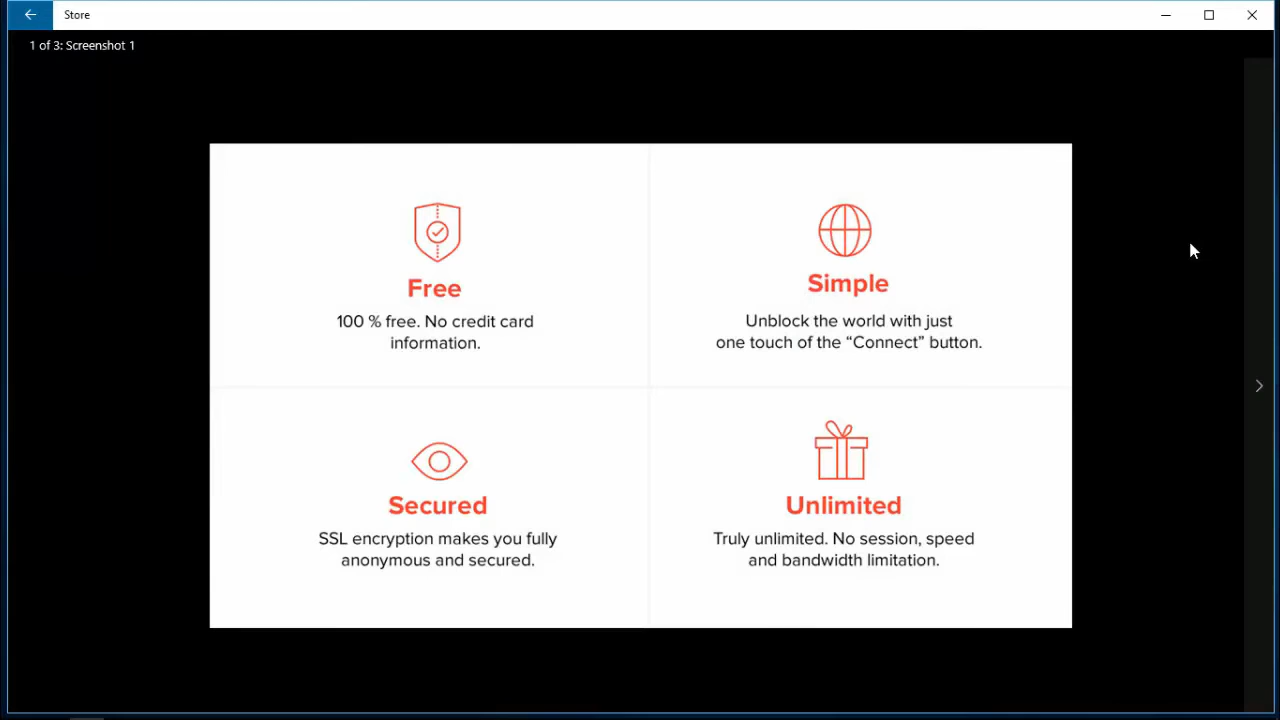 Store
1 of 3: Screenshot 1
Free
100 % free. No credit card
information.
Simple
Unblock the world with just
one touch of the “Connect” button.
Secured
SSL encryption makes you fully
anonymous and secured.
Unlimited
Truly unlimited. No session, speed
and bandwidth limitation.